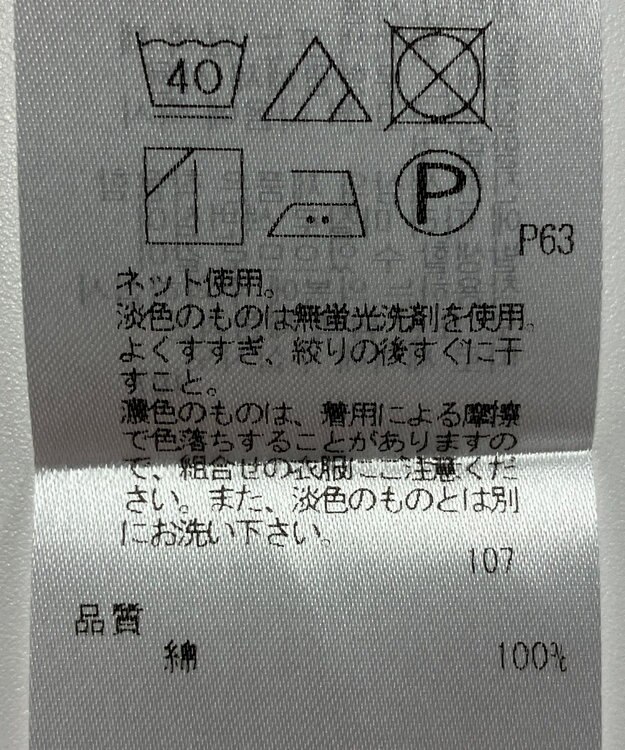 40
P
P63
ネット使用。
淡色のものは無蛍光洗剤を使用。
よくすすぎ、絞りの後すぐに干
すこと。
濃色のものは、着用による摩擦
で色落ちすることがありますの
で、組合せの衣服にご注意くだ
さい。また、淡色のものとは別
にお洗い下さい。
107
品質
綿 100%